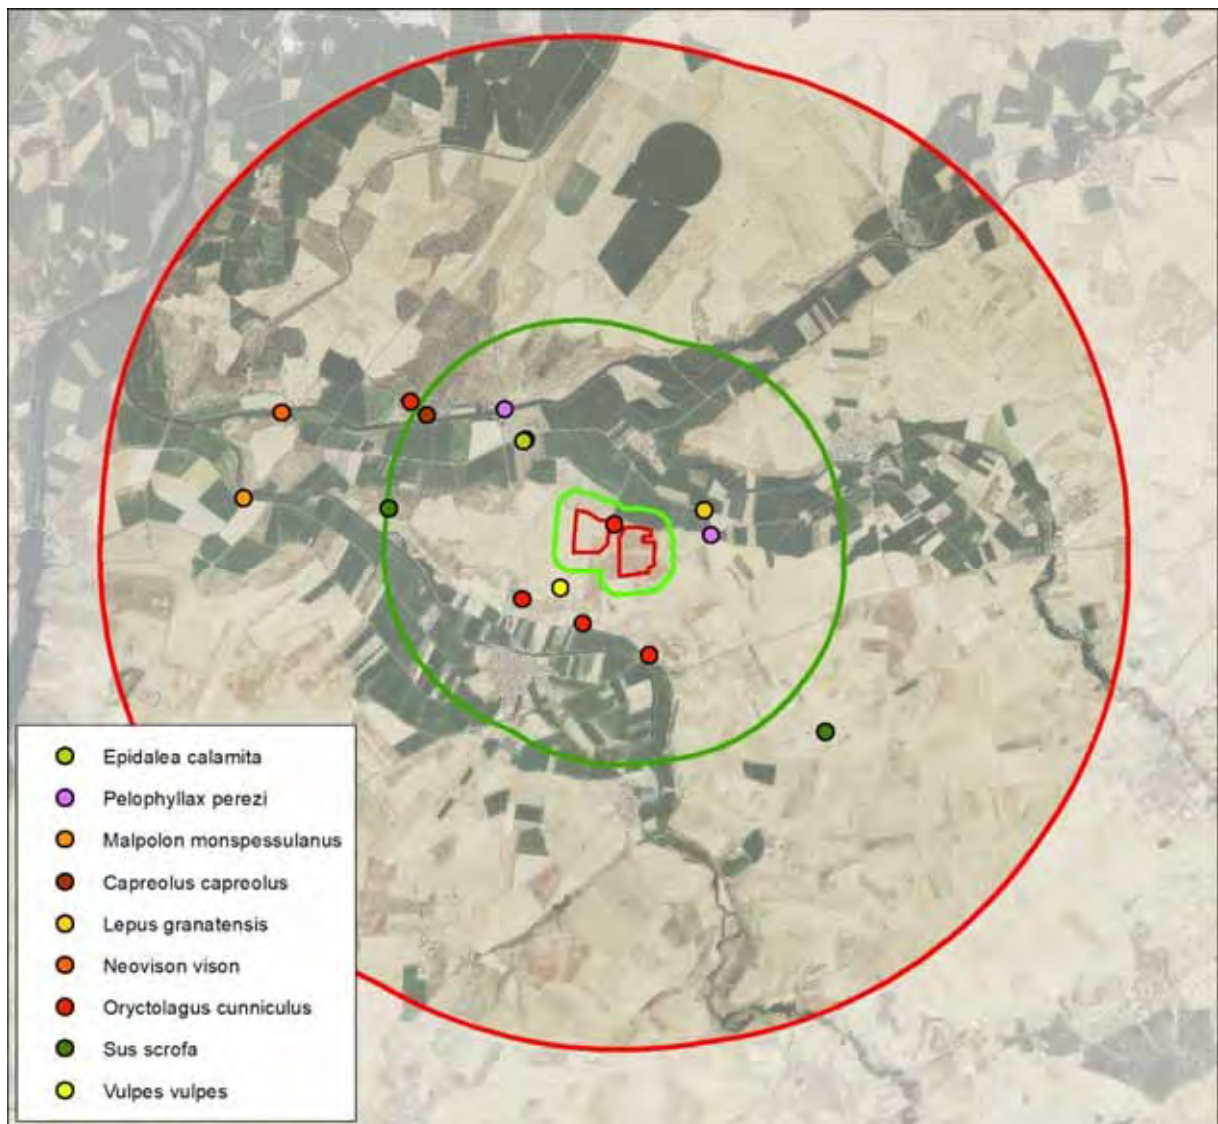 Epidalea calamita
Pelophyllax perezi
Malpolon monspessulanus
Capreolus capreolus
Lepus granatensis
Neovison vison
Oryctolagus cunniculus
Sus scrofa
Vulpes vulpes